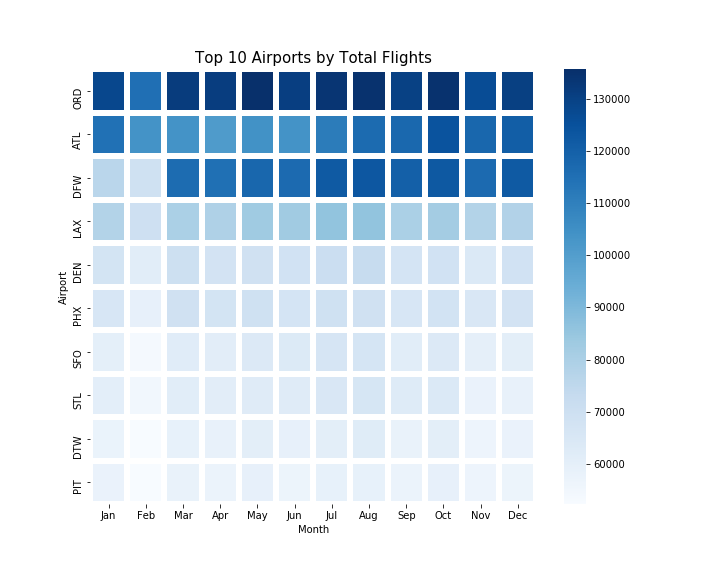 Top 10 Airports by Total Flights
Airport
ORD
ATL
DFW
LAX
DEN
PHX
SFO
STL
DTW
PIT
Jan Feb Mar Apr May Jun Jul Aug Sep Oct Nov Dec
Month
130000
120000
110000
100000
90000
80000
70000
60000